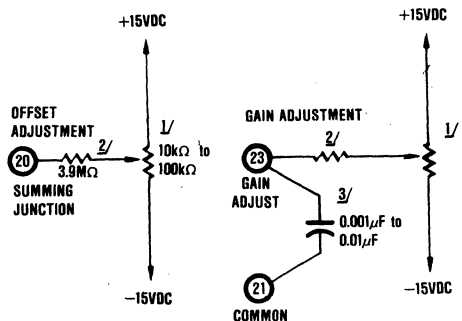 +15VDC
OFFSET
ADJUSTMENT
1/
2/
10kΩ to
100kΩ
20
3.9MΩ
SUMMING
JUNCTION
−15VDC
+15VDC
GAIN ADJUSTMENT
1/
2/
23
GAIN
ADJUST
3/
0.001μF to
0.01μF
21
COMMON
−15VDC